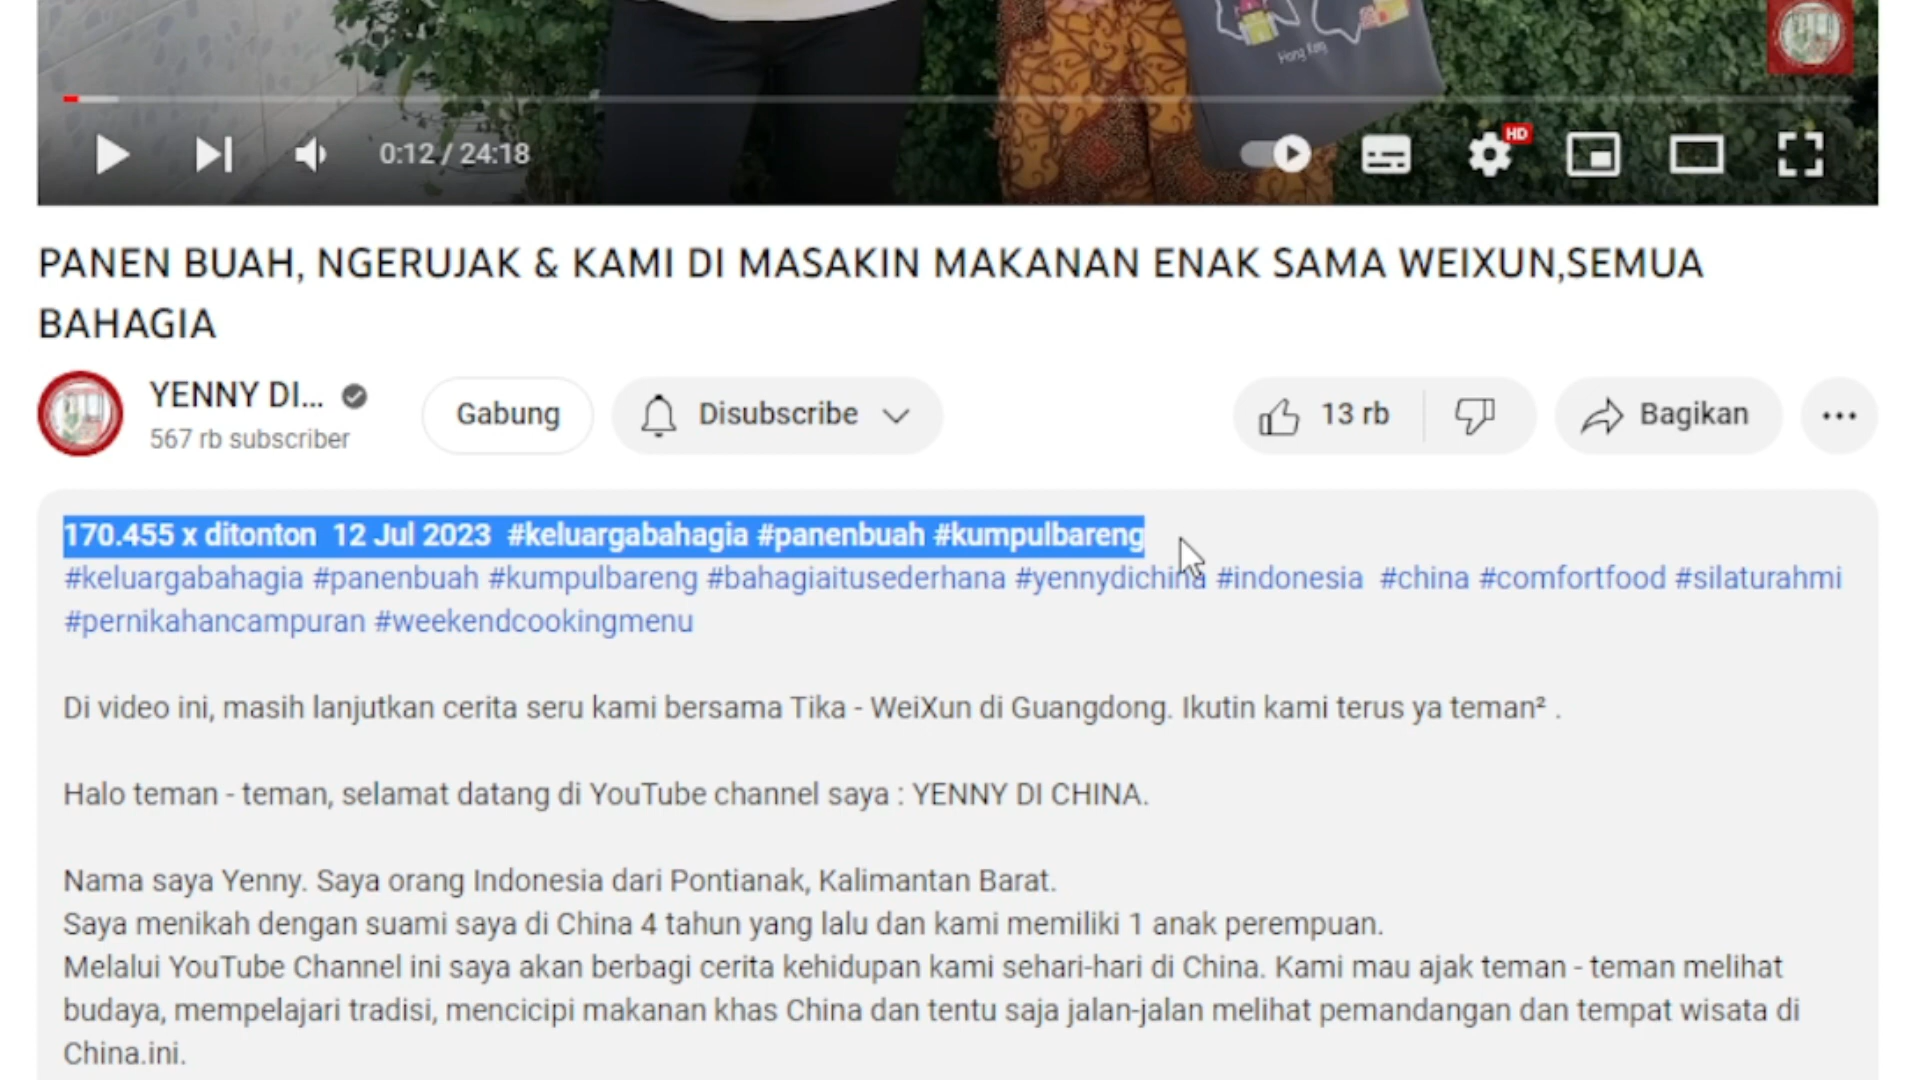 Hong Kong
HD
0:12 / 24:18
PANEN BUAH, NGERUJAK & KAMI DI MASAKIN MAKANAN ENAK SAMA WEIXUN,SEMUA
BAHAGIA
YENNY DI...
567 rb subscriber
Gabung
Disubscribe
13 rb
Bagikan
170.455 x ditonton 12 Jul 2023 #keluargabahagia #panenbuah #kumpulbareng
#keluargabahagia #panenbuah #kumpulbareng #bahagiaitusederhana #yennydichina #indonesia #china #comfortfood #silaturahmi
#pernikahancampuran #weekendcookingmenu
Di video ini, masih lanjutkan cerita seru kami bersama Tika - WeiXun di Guangdong. Ikutin kami terus ya teman² .
Halo teman - teman, selamat datang di YouTube channel saya : YENNY DI CHINA.
Nama saya Yenny. Saya orang Indonesia dari Pontianak, Kalimantan Barat.
Saya menikah dengan suami saya di China 4 tahun yang lalu dan kami memiliki 1 anak perempuan.
Melalui YouTube Channel ini saya akan berbagi cerita kehidupan kami sehari-hari di China. Kami mau ajak teman - teman melihat
budaya, mempelajari tradisi, mencicipi makanan khas China dan tentu saja jalan-jalan melihat pemandangan dan tempat wisata di
China.ini.